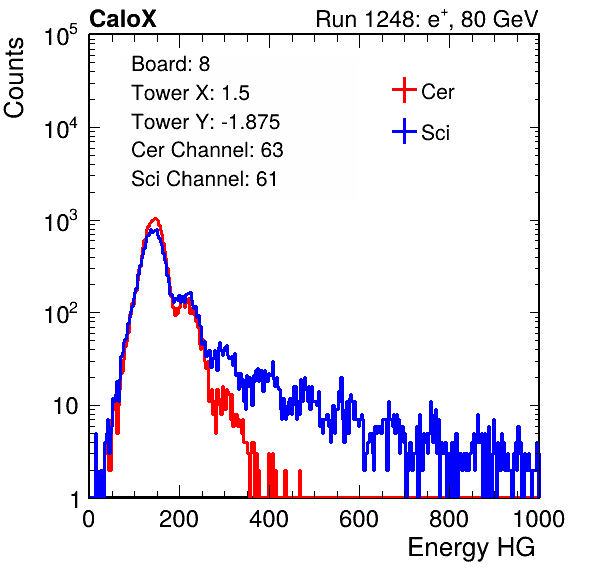 CaloX Run 1248: e⁺, 80 GeV
Counts
Board: 8
Tower X: 1.5
Tower Y: -1.875
Cer Channel: 63
Sci Channel: 61
Cer
Sci
10⁵
10⁴
10³
10²
10
1
0 200 400 600 800 1000
Energy HG